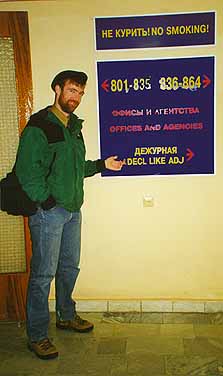 НЕ КУРИТЬ! NO SMOKING!
801-835 836-864
ОФИСЫ И АГЕНТСТВА
OFFICES AND AGENCIES
ДЕЖУРНАЯ
DECL LIKE ADJ